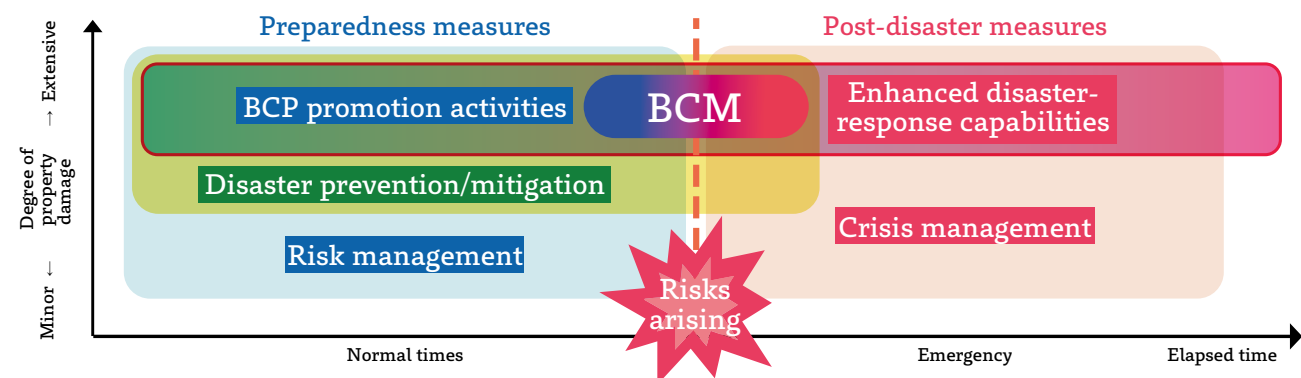 Preparedness measures
Post-disaster measures
Minor ← Degree of property damage → Extensive
BCP promotion activities
BCM
Enhanced disaster-
response capabilities
Disaster prevention/mitigation
Crisis management
Risk management
Risks
arising
Normal times
Emergency
Elapsed time